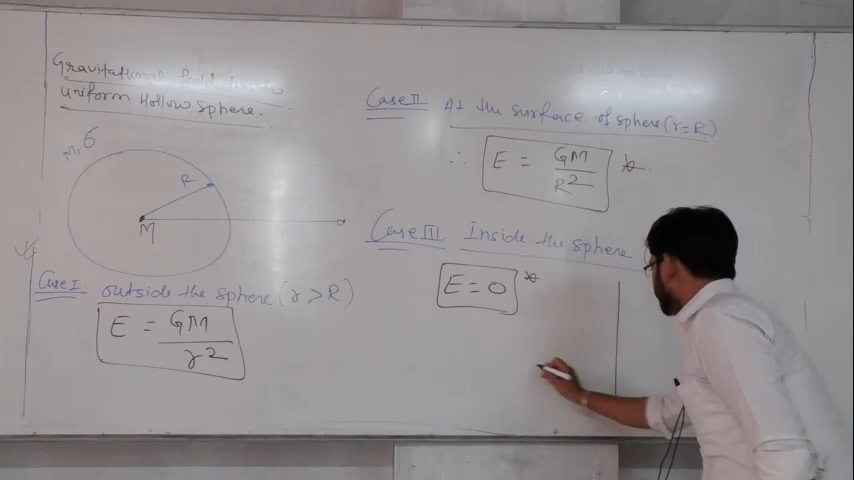 Gravitational field due to
uniform Hollow sphere.
M, σ
R
M
Case I outside the sphere (r > R)
E = GM/r²
Case II At the surface of sphere (r = R)
∴ E = GM/R²
Case III. Inside the sphere
E = 0